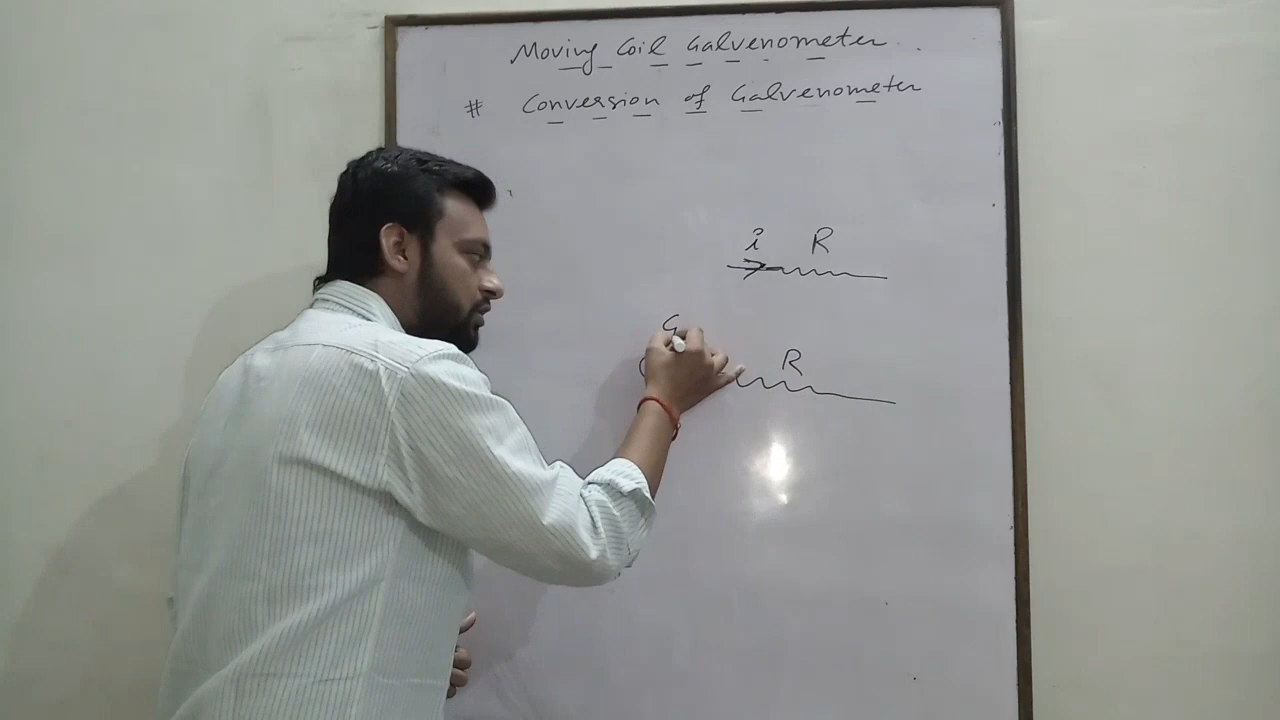 Moving Coil Galvenometer
# Conversion of Galvenometer
i R
G
R